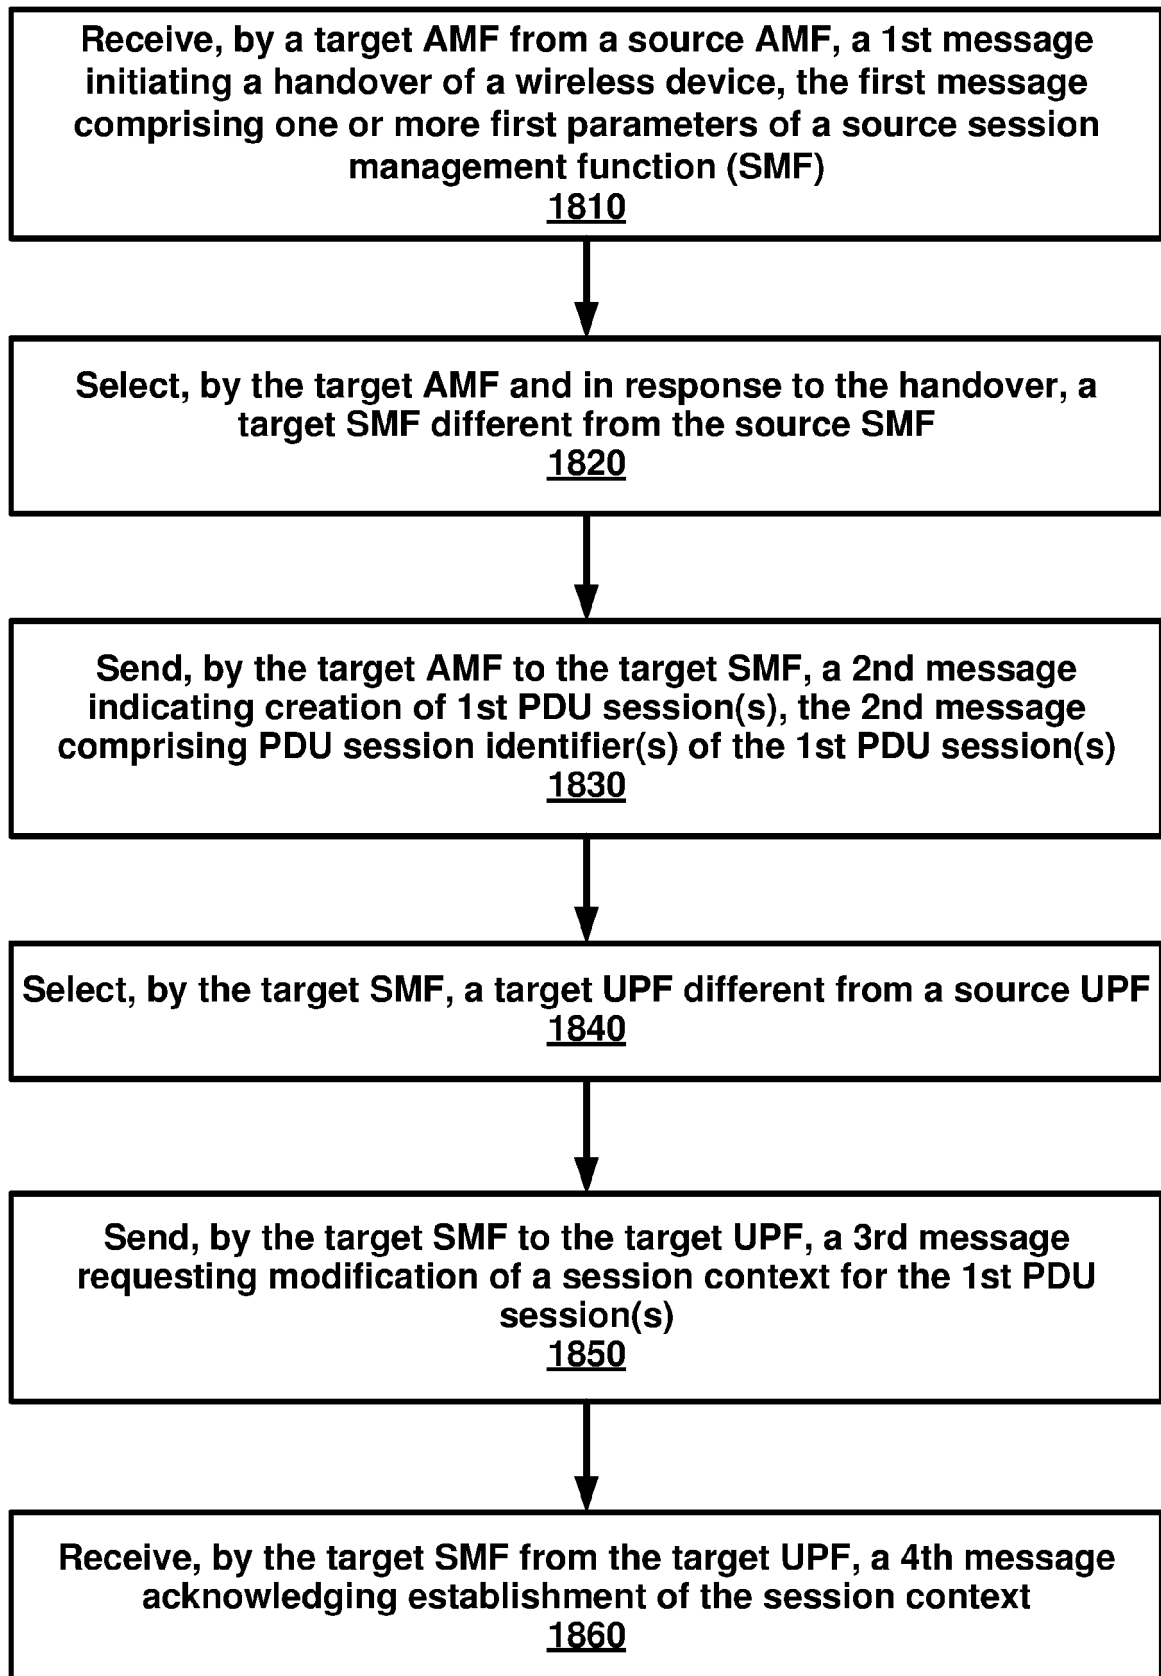 Receive, by a target AMF from a source AMF, a 1st message
initiating a handover of a wireless device, the first message
comprising one or more first parameters of a source session
management function (SMF)
1810
Select, by the target AMF and in response to the handover, a
target SMF different from the source SMF
1820
Send, by the target AMF to the target SMF, a 2nd message
indicating creation of 1st PDU session(s), the 2nd message
comprising PDU session identifier(s) of the 1st PDU session(s)
1830
Select, by the target SMF, a target UPF different from a source UPF
1840
Send, by the target SMF to the target UPF, a 3rd message
requesting modification of a session context for the 1st PDU
session(s)
1850
Receive, by the target SMF from the target UPF, a 4th message
acknowledging establishment of the session context
1860